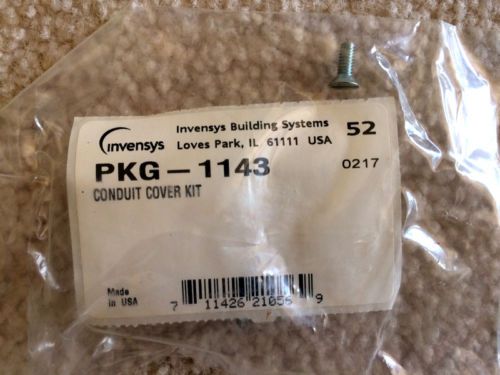 invensys
Invensys Building Systems
Loves Park, IL 61111 USA
52
PKG-1143
0217
CONDUIT COVER KIT
Made
in USA
7 11426 21055 9